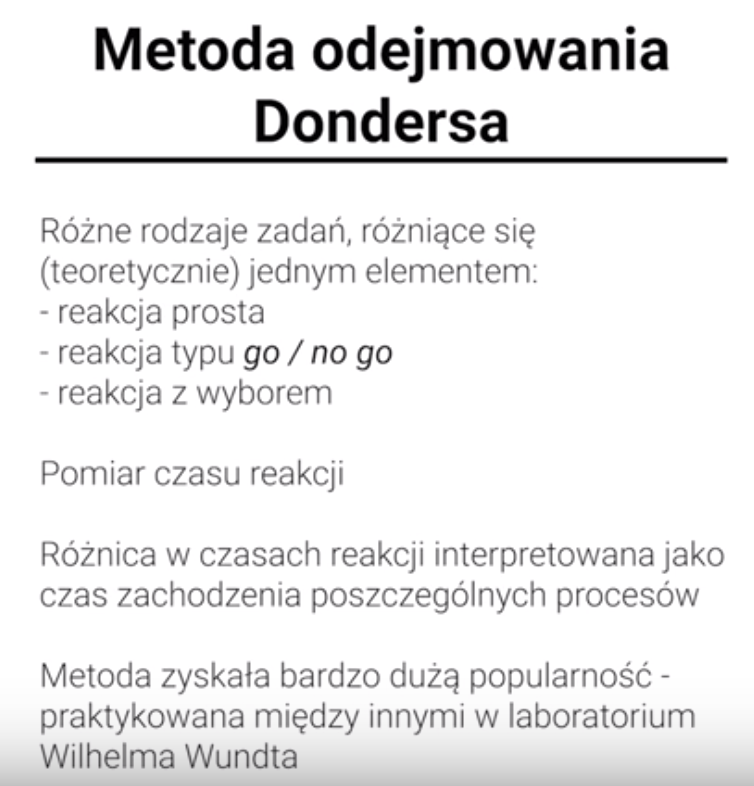 Metoda odejmowania
Dondersa
Różne rodzaje zadań, różniące się
(teoretycznie) jednym elementem:
- reakcja prosta
- reakcja typu go / no go
- reakcja z wyborem
Pomiar czasu reakcji
Różnica w czasach reakcji interpretowana jako
czas zachodzenia poszczególnych procesów
Metoda zyskała bardzo dużą popularność -
praktykowana między innymi w laboratorium
Wilhelma Wundta